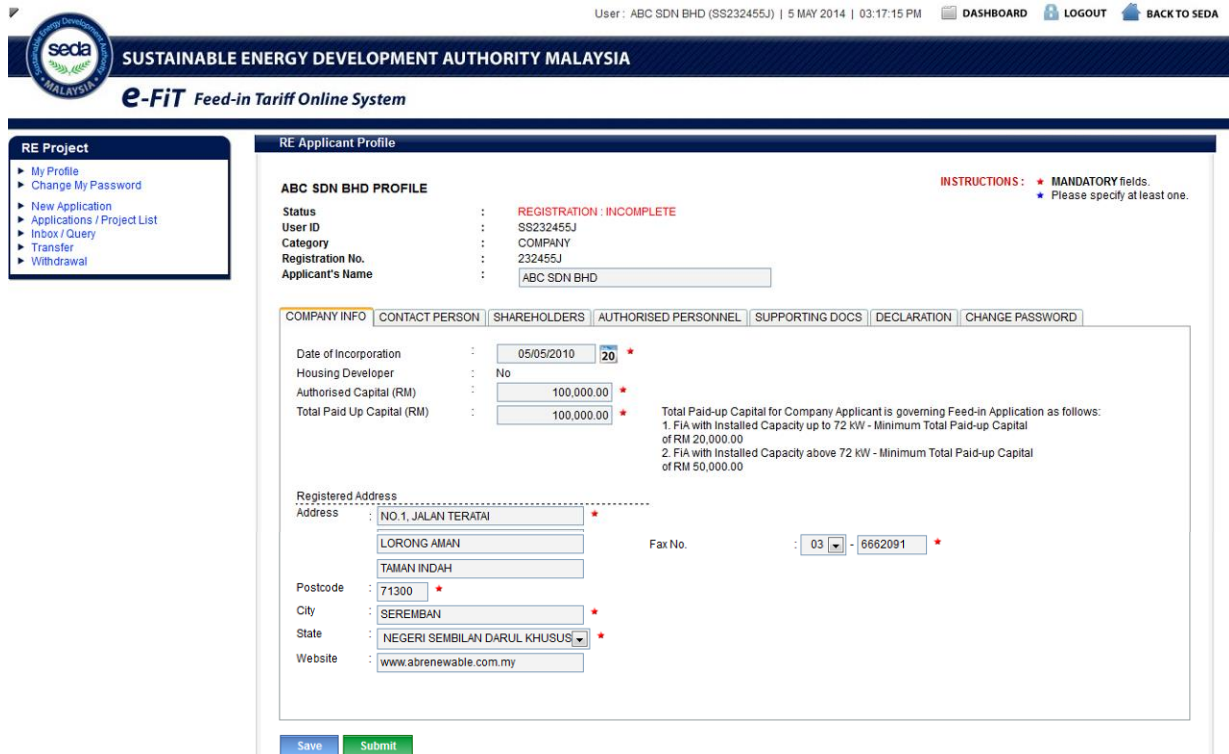 User : ABC SDN BHD (SS232455J) | 5 MAY 2014 | 03:17:15 PM DASHBOARD LOGOUT BACK TO SEDA
Sustainable Energy Development Authority
seda
MALAYSIA
SUSTAINABLE ENERGY DEVELOPMENT AUTHORITY MALAYSIA
e-FiT Feed-in Tariff Online System
RE Project
My Profile
Change My Password
New Application
Applications / Project List
Inbox / Query
Transfer
Withdrawal
RE Applicant Profile
INSTRUCTIONS : ★ MANDATORY fields.
★ Please specify at least one.
ABC SDN BHD PROFILE
Status : REGISTRATION : INCOMPLETE
User ID : SS232455J
Category : COMPANY
Registration No. : 232455J
Applicant's Name : ABC SDN BHD
COMPANY INFO CONTACT PERSON SHAREHOLDERS AUTHORISED PERSONNEL SUPPORTING DOCS DECLARATION CHANGE PASSWORD
Date of Incorporation : 05/05/2010 20 ★
Housing Developer : No
Authorised Capital (RM) : 100,000.00 ★
Total Paid Up Capital (RM) : 100,000.00 ★
Total Paid-up Capital for Company Applicant is governing Feed-in Application as follows:
1. FiA with Installed Capacity up to 72 kW - Minimum Total Paid-up Capital
of RM 20,000.00
2. FiA with Installed Capacity above 72 kW - Minimum Total Paid-up Capital
of RM 50,000.00
Registered Address
Address : NO.1, JALAN TERATAI ★
LORONG AMAN
Fax No. : 03 - 6662091 ★
TAMAN INDAH
Postcode : 71300 ★
City : SEREMBAN ★
State : NEGERI SEMBILAN DARUL KHUSUS ★
Website : www.abrenewable.com.my
Save Submit